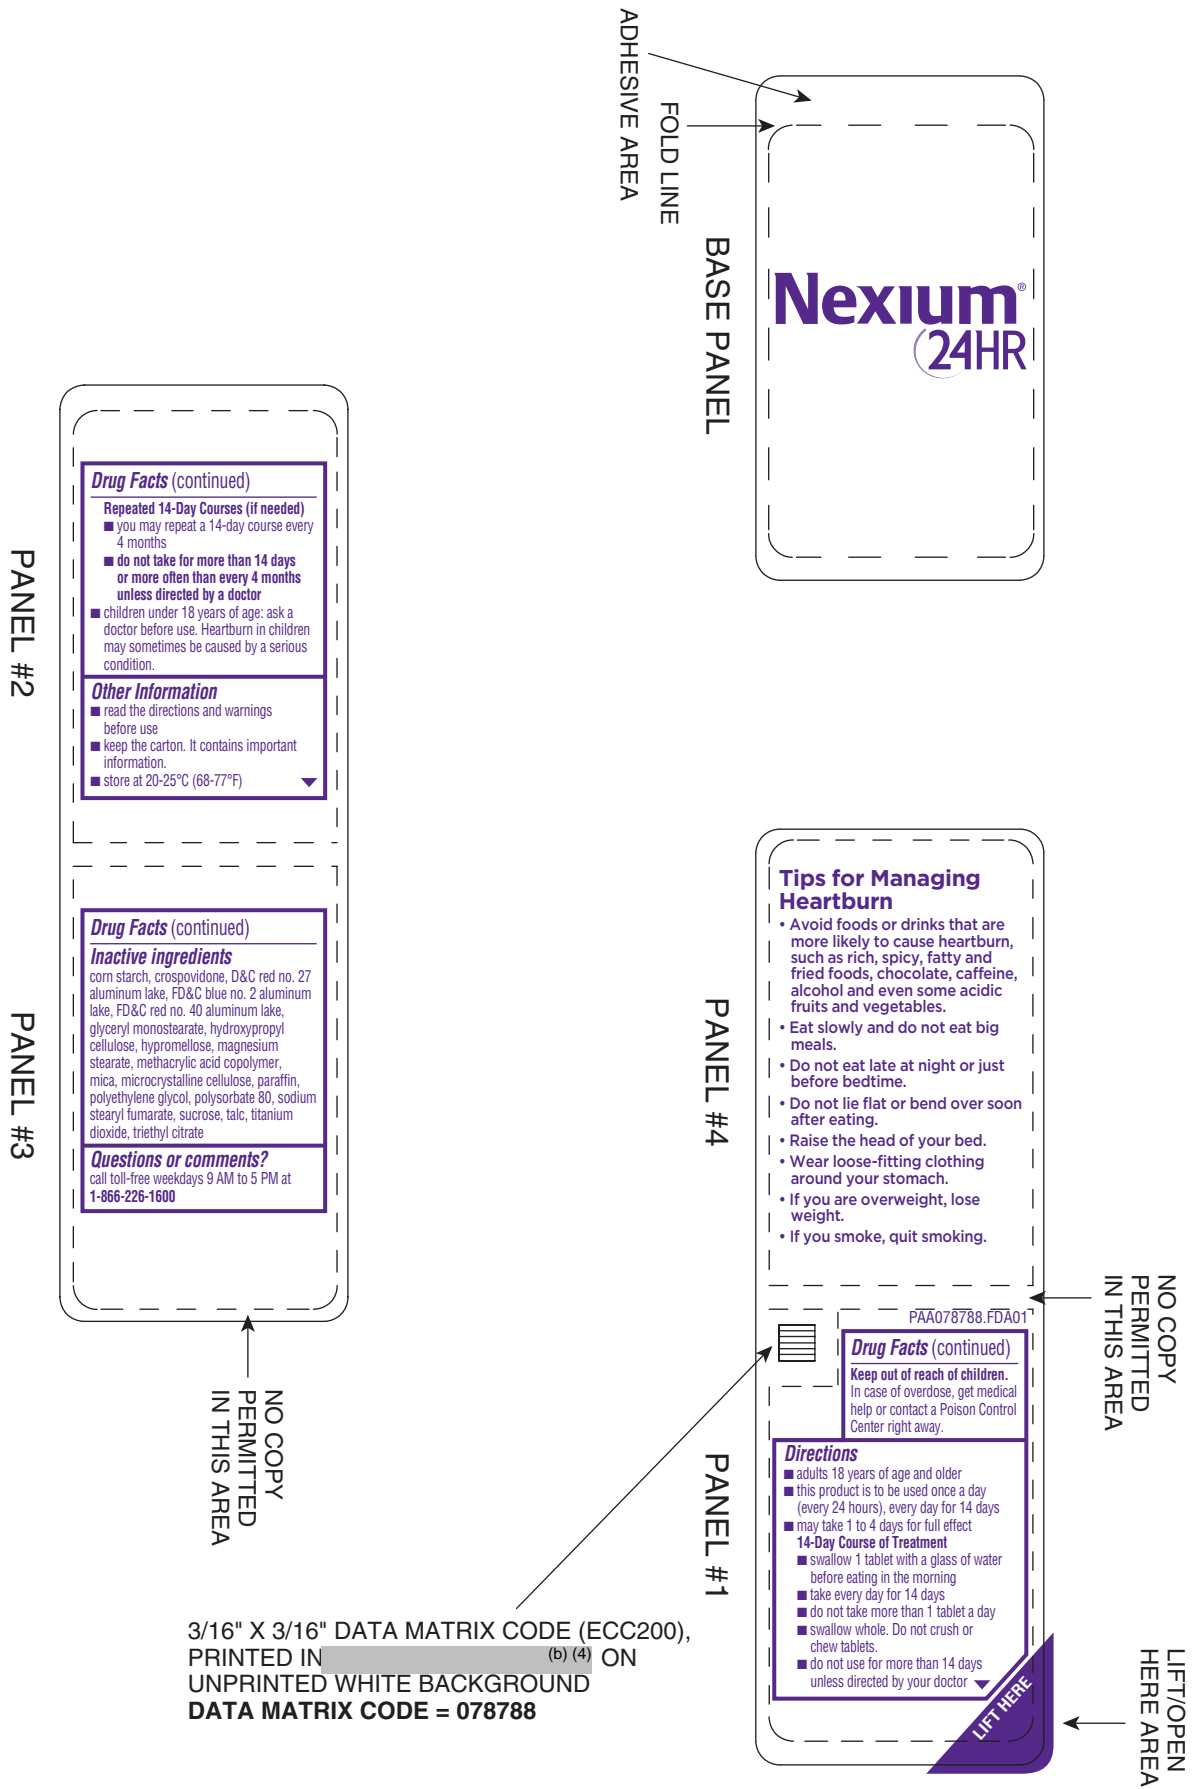 ADHESIVE AREA
FOLD LINE
BASE PANEL
Nexium®
24HR
PANEL #2
Drug Facts (continued)
Repeated 14-Day Courses (if needed)
■ you may repeat a 14-day course every
4 months
■ do not take for more than 14 days
or more often than every 4 months
unless directed by a doctor
■ children under 18 years of age: ask a
doctor before use. Heartburn in children
may sometimes be caused by a serious
condition.
Other Information
■ read the directions and warnings
before use
■ keep the carton. It contains important
information.
■ store at 20-25°C (68-77°F)
PANEL #3
Drug Facts (continued)
Inactive ingredients
corn starch, crospovidone, D&C red no. 27
aluminum lake, FD&C blue no. 2 aluminum
lake, FD&C red no. 40 aluminum lake,
glyceryl monostearate, hydroxypropyl
cellulose, hypromellose, magnesium
stearate, methacrylic acid copolymer,
mica, microcrystalline cellulose, paraffin,
polyethylene glycol, polysorbate 80, sodium
stearyl fumarate, sucrose, talc, titanium
dioxide, triethyl citrate
Questions or comments?
call toll-free weekdays 9 AM to 5 PM at
1-866-226-1600
NO COPY
PERMITTED
IN THIS AREA
PANEL #4
Tips for Managing
Heartburn
• Avoid foods or drinks that are
more likely to cause heartburn,
such as rich, spicy, fatty and
fried foods, chocolate, caffeine,
alcohol and even some acidic
fruits and vegetables.
• Eat slowly and do not eat big
meals.
• Do not eat late at night or just
before bedtime.
• Do not lie flat or bend over soon
after eating.
• Raise the head of your bed.
• Wear loose-fitting clothing
around your stomach.
• If you are overweight, lose
weight.
• If you smoke, quit smoking.
NO COPY
PERMITTED
IN THIS AREA
PANEL #1
PAA078788.FDA01
Drug Facts (continued)
Keep out of reach of children.
In case of overdose, get medical
help or contact a Poison Control
Center right away.
Directions
■ adults 18 years of age and older
■ this product is to be used once a day
(every 24 hours), every day for 14 days
■ may take 1 to 4 days for full effect
14-Day Course of Treatment
■ swallow 1 tablet with a glass of water
before eating in the morning
■ take every day for 14 days
■ do not take more than 1 tablet a day
■ swallow whole. Do not crush or
chew tablets.
■ do not use for more than 14 days
unless directed by your doctor
LIFT HERE
LIFT/OPEN
HERE AREA
3/16" X 3/16" DATA MATRIX CODE (ECC200),
PRINTED IN (b) (4) ON
UNPRINTED WHITE BACKGROUND
DATA MATRIX CODE = 078788